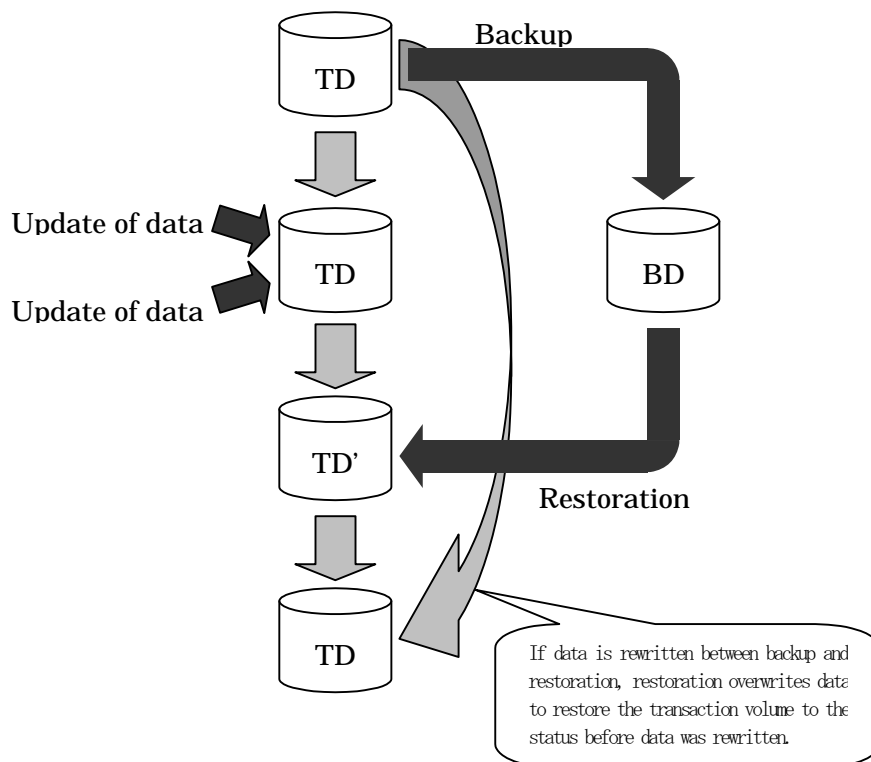 Backup
TD
Update of data
TD
BD
Update of data
TD'
Restoration
TD
If data is rewritten between backup and
restoration, restoration overwrites data
to restore the transaction volume to the
status before data was rewritten.